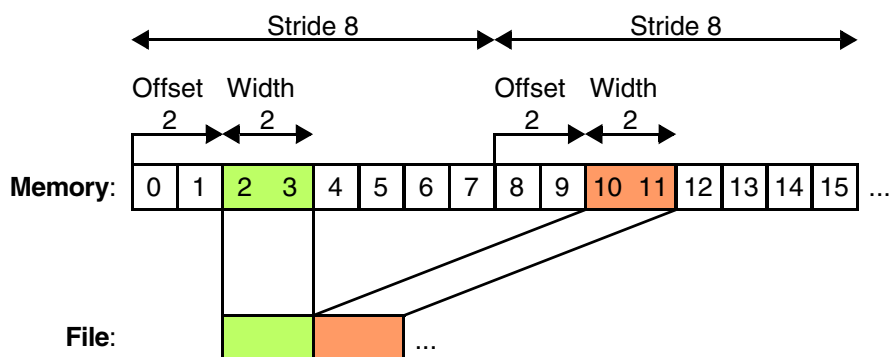 Stride 8 Stride 8
Offset Width Offset Width
2 2 2 2
Memory: 0 1 2 3 4 5 6 7 8 9 10 11 12 13 14 15 ...
File: ...